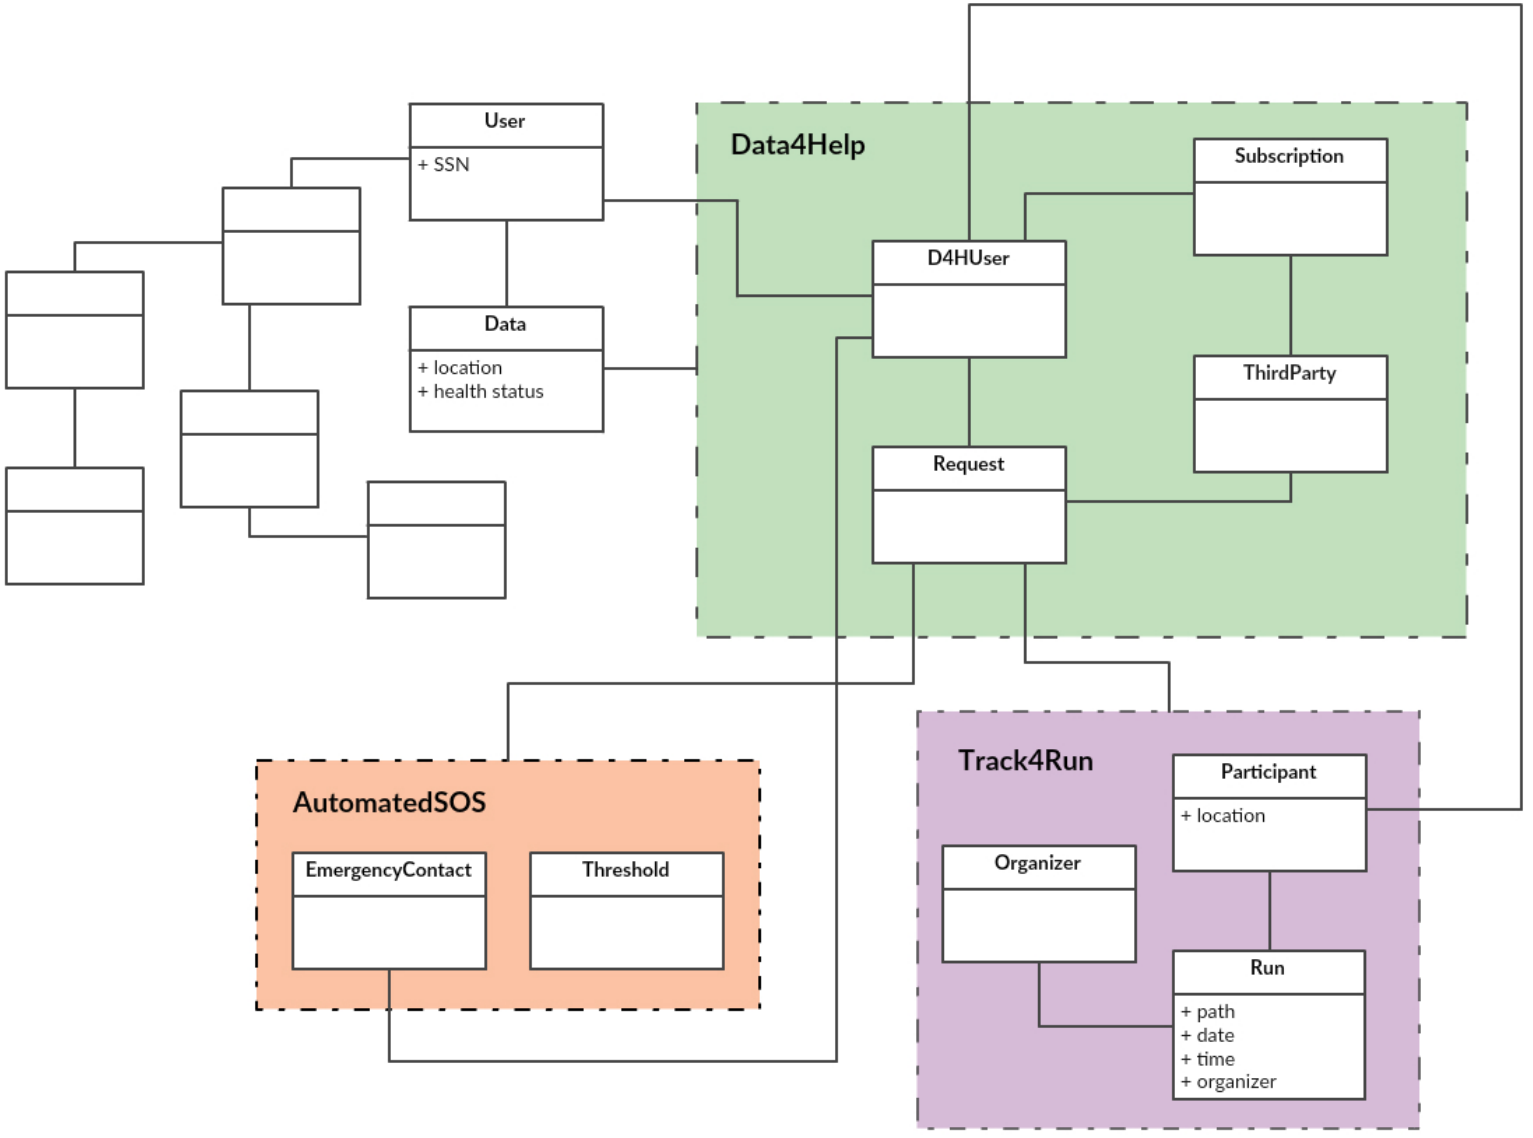 User
+ SSN
Data
+ location
+ health status
Data4Help
Subscription
D4HUser
ThirdParty
Request
AutomatedSOS
EmergencyContact
Threshold
Track4Run
Participant
+ location
Organizer
Run
+ path
+ date
+ time
+ organizer